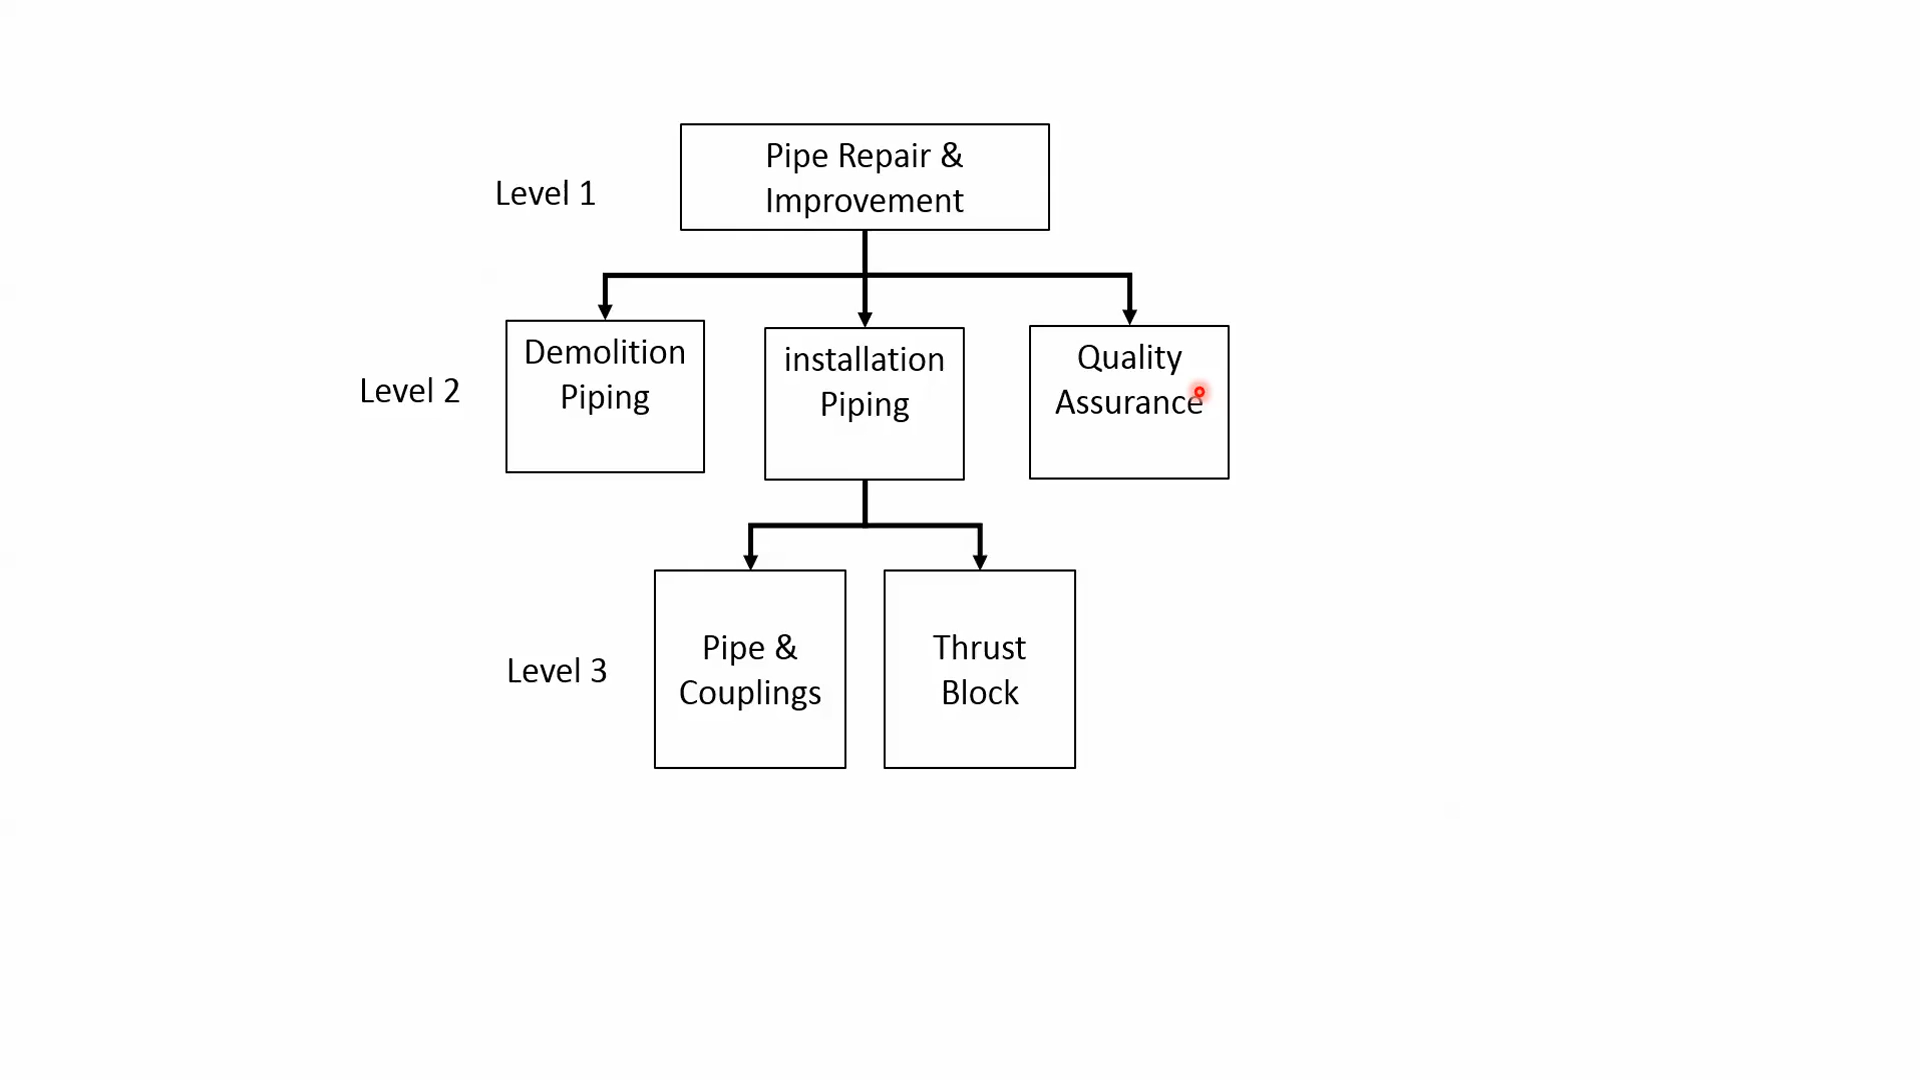 Pipe Repair &
Improvement
Level 1
Demolition
Piping
installation
Piping
Quality
Assurance
Level 2
Pipe &
Couplings
Thrust
Block
Level 3